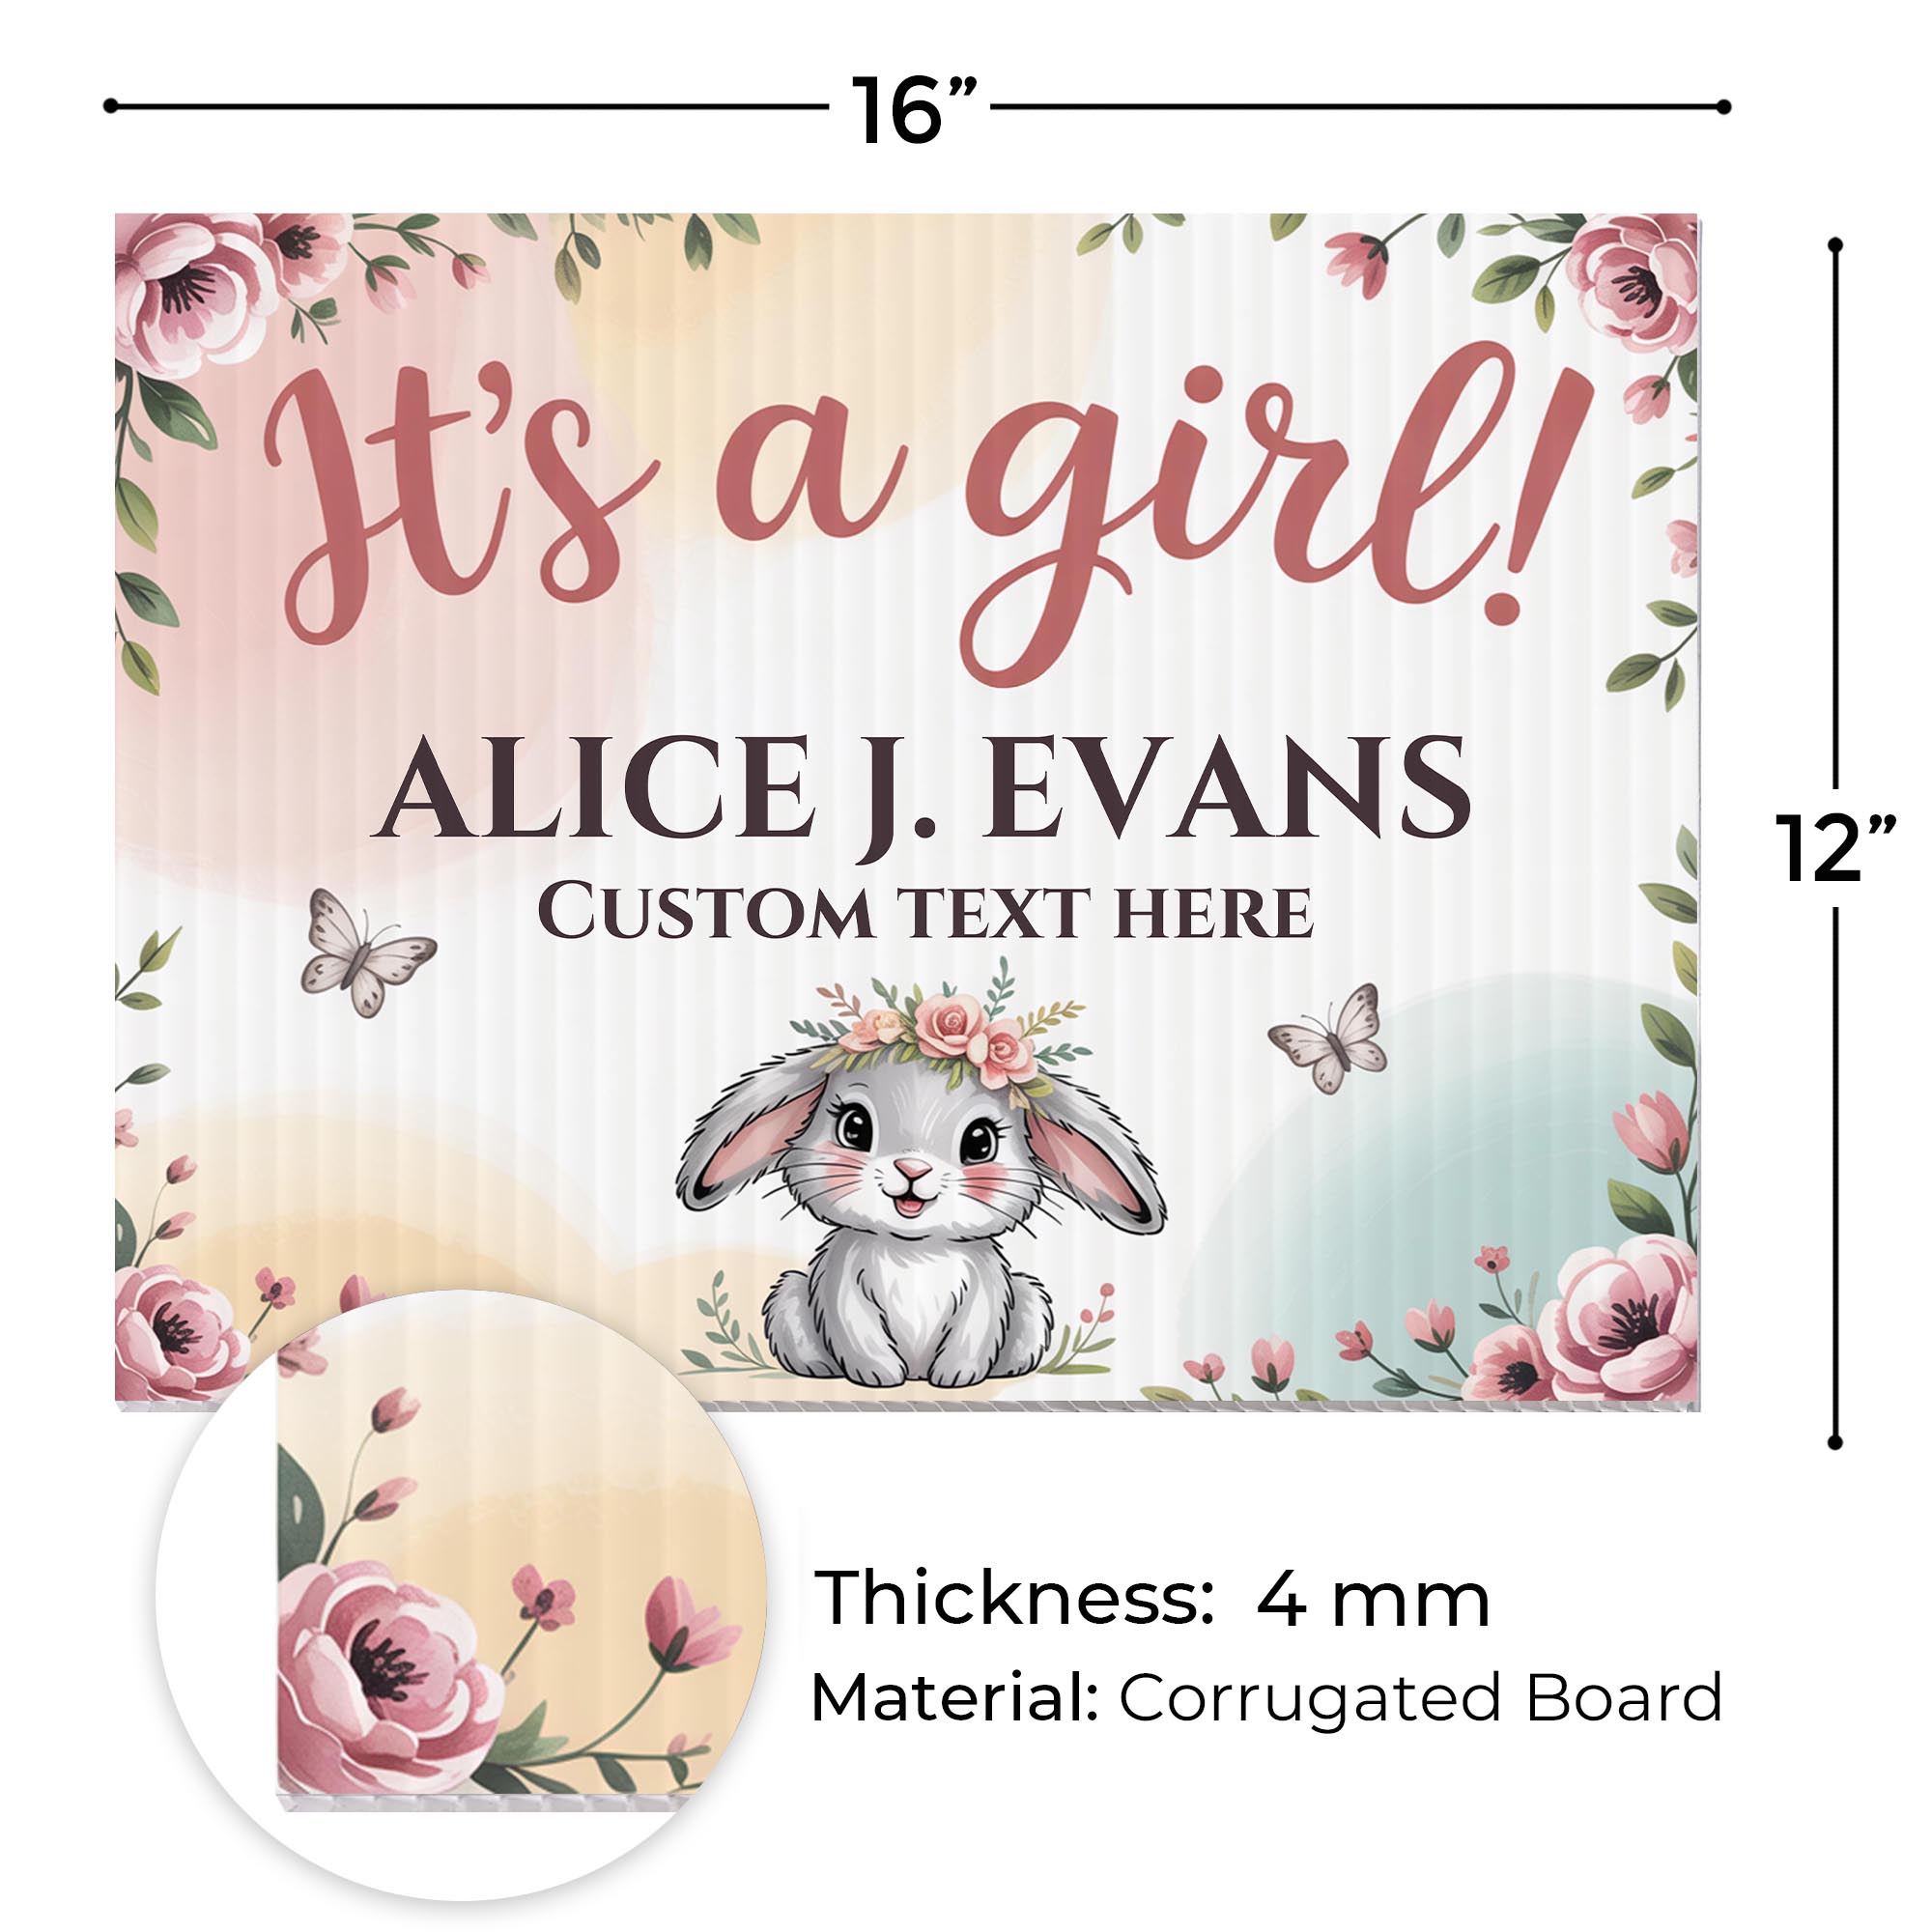 16”
It’s a girl!
ALICE J. EVANS
CUSTOM TEXT HERE
12”
Thickness: 4 mm
Material: Corrugated Board